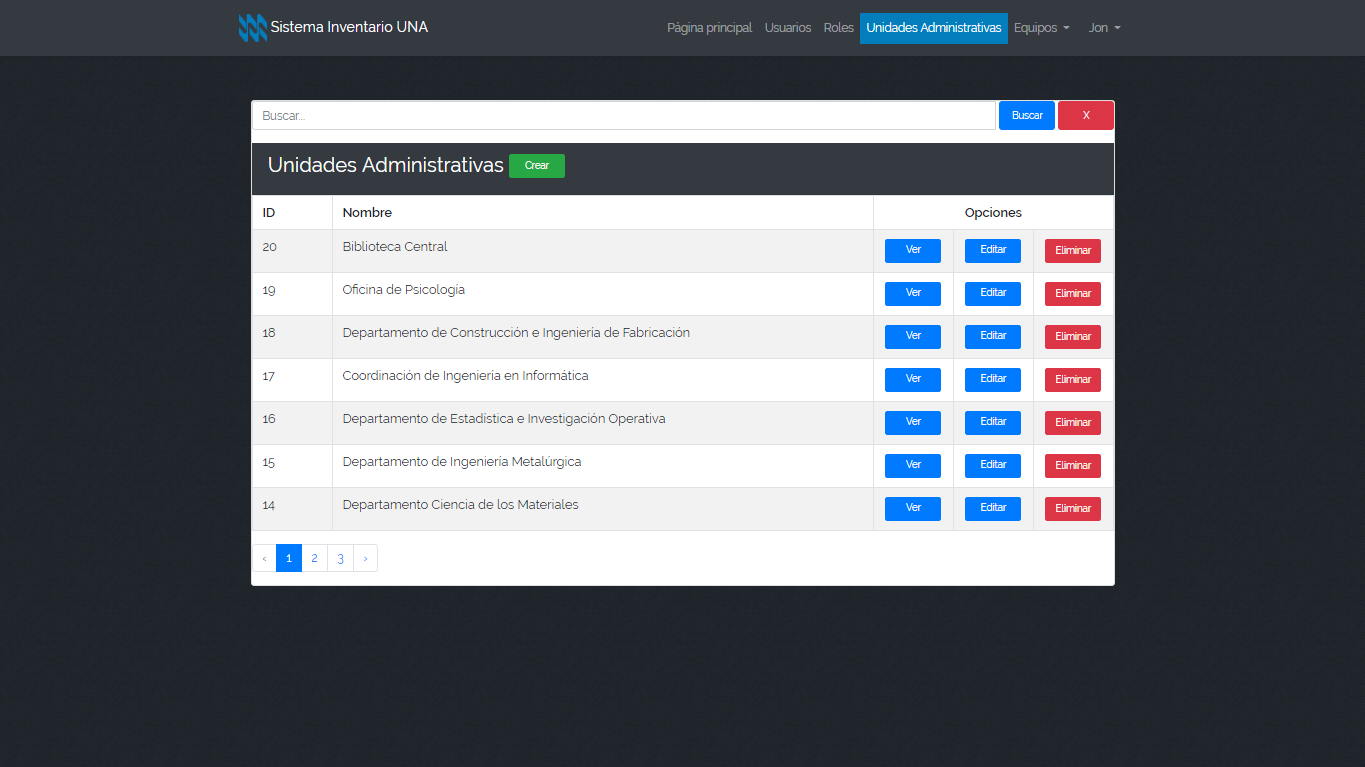 Sistema Inventario UNA
Página principal Usuarios Roles Unidades Administrativas Equipos Jon
Buscar... Buscar X
Unidades Administrativas Crear
ID Nombre Opciones
20 Biblioteca Central Ver Editar Eliminar
19 Oficina de Psicología Ver Editar Eliminar
18 Departamento de Construcción e Ingeniería de Fabricación Ver Editar Eliminar
17 Coordinación de Ingeniería en Informática Ver Editar Eliminar
16 Departamento de Estadística e Investigación Operativa Ver Editar Eliminar
15 Departamento de Ingeniería Metalúrgica Ver Editar Eliminar
14 Departamento Ciencia de los Materiales Ver Editar Eliminar
‹ 1 2 3 ›